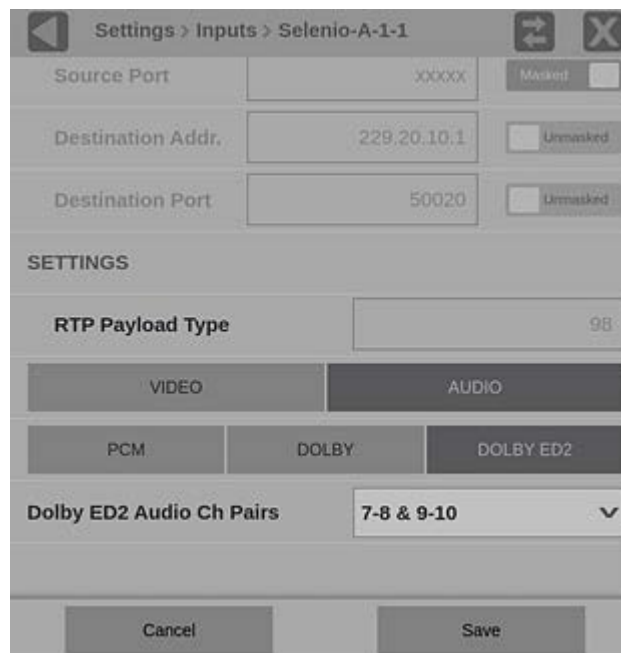 Settings > Inputs > Selenio-A-1-1
Source Port xxxxx Masked
Destination Addr. 229.20.10.1 Unmasked
Destination Port 50020 Unmasked
SETTINGS
RTP Payload Type 98
VIDEO AUDIO
PCM DOLBY DOLBY ED2
Dolby ED2 Audio Ch Pairs 7-8 & 9-10
Cancel Save